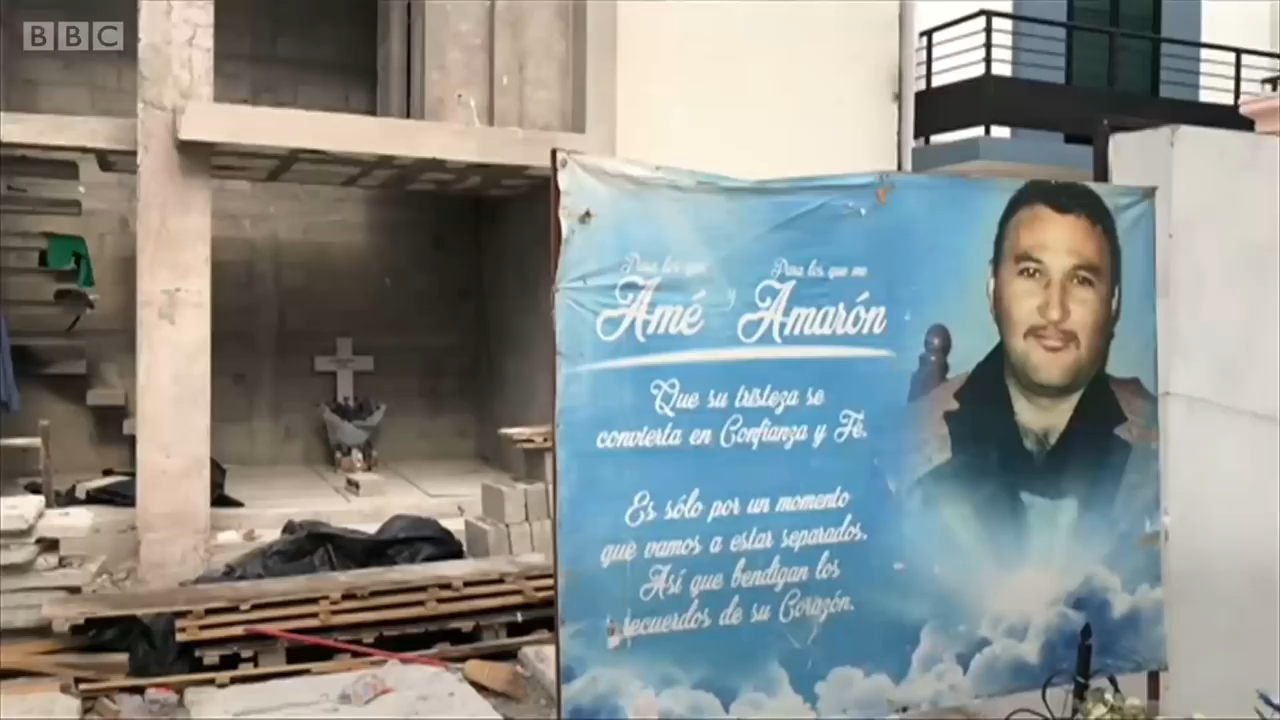 BBC
Para los que
Para los que me
Amé y Amarón
Que su tristeza se
convierta en Confianza y Fé.
Es sólo por un momento
que vamos a estar separados.
Así que bendigan los
recuerdos de su Corazón.